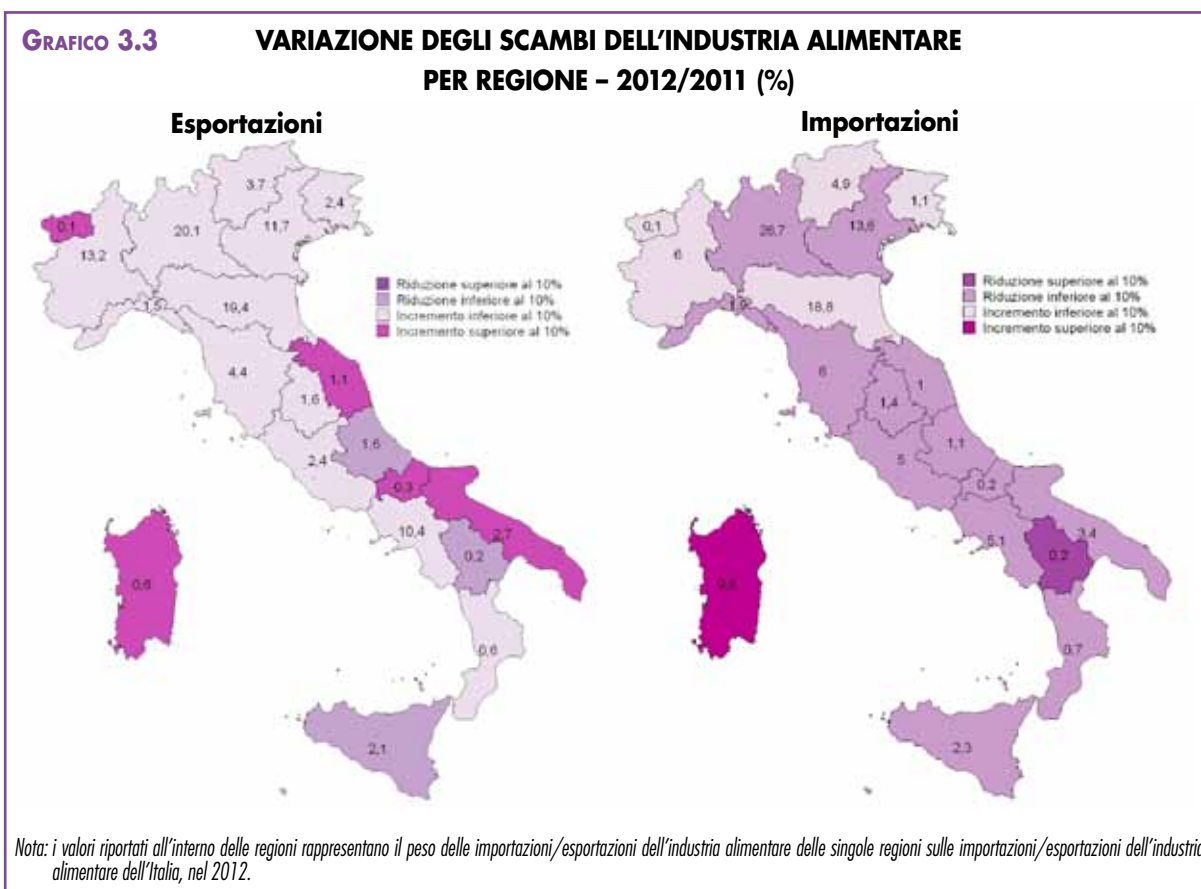 GRAFICO 3.3
VARIAZIONE DEGLI SCAMBI DELL'INDUSTRIA ALIMENTARE
PER REGIONE – 2012/2011 (%)
Esportazioni
3,7
2,4
0,1
20,1
11,7
13,2
1,5
19,4
4,4
1,1
1,6
1,6
2,4
0,3
10,4
2,7
0,2
0,6
0,6
2,1
Riduzione superiore al 10%
Riduzione inferiore al 10%
Incremento inferiore al 10%
Incremento superiore al 10%
Importazioni
4,9
1,1
0,1
26,7
13,6
6
18,8
6
1
1,4
1,1
5
0,2
5,1
3,4
0,2
0,7
2,3
Riduzione superiore al 10%
Riduzione inferiore al 10%
Incremento inferiore al 10%
Incremento superiore al 10%
Nota: i valori riportati all'interno delle regioni rappresentano il peso delle importazioni/esportazioni dell'industria alimentare delle singole regioni sulle importazioni/esportazioni dell'industria
alimentare dell'Italia, nel 2012.